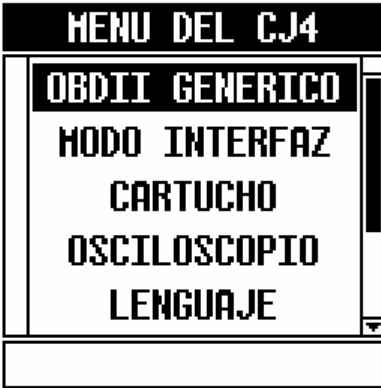 MENU DEL CJ4
OBDII GENERICO
MODO INTERFAZ
CARTUCHO
OSCILOSCOPIO
LENGUAJE